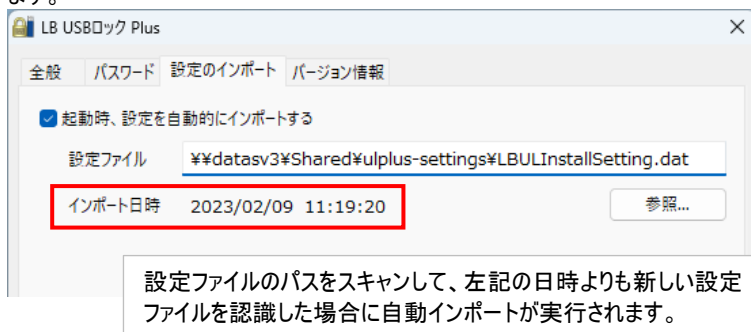 ます。
LB USBロック Plus
全般 パスワード 設定のインポート バージョン情報
起動時、設定を自動的にインポートする
設定ファイル ¥¥datasv3¥Shared¥ulplus-settings¥LBULInstallSetting.dat
インポート日時 2023/02/09 11:19:20 参照...
設定ファイルのパスをスキャンして、左記の日時よりも新しい設定
ファイルを認識した場合に自動インポートが実行されます。